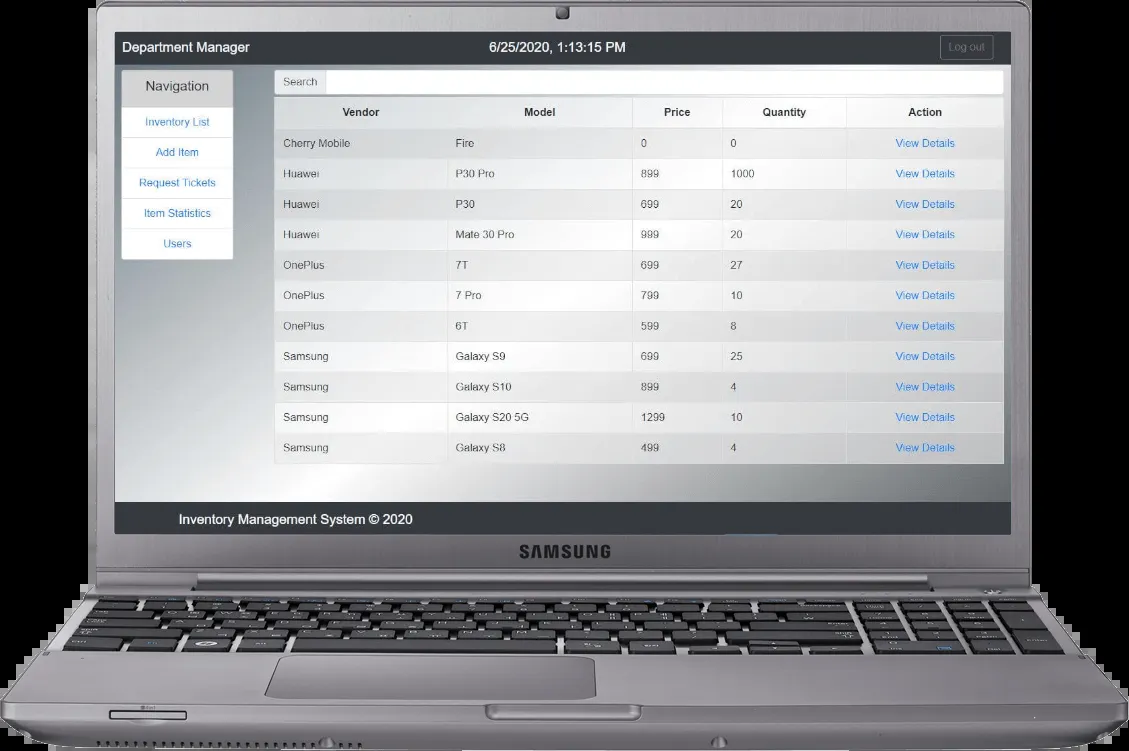 Department Manager 6/25/2020, 1:13:15 PM Log out
Navigation
Inventory List
Add Item
Request Tickets
Item Statistics
Users
Search
Vendor Model Price Quantity Action
Cherry Mobile Fire 0 0 View Details
Huawei P30 Pro 899 1000 View Details
Huawei P30 699 20 View Details
Huawei Mate 30 Pro 999 20 View Details
OnePlus 7T 699 27 View Details
OnePlus 7 Pro 799 10 View Details
OnePlus 6T 599 8 View Details
Samsung Galaxy S9 699 25 View Details
Samsung Galaxy S10 899 4 View Details
Samsung Galaxy S20 5G 1299 10 View Details
Samsung Galaxy S8 499 4 View Details
Inventory Management System © 2020
SAMSUNG